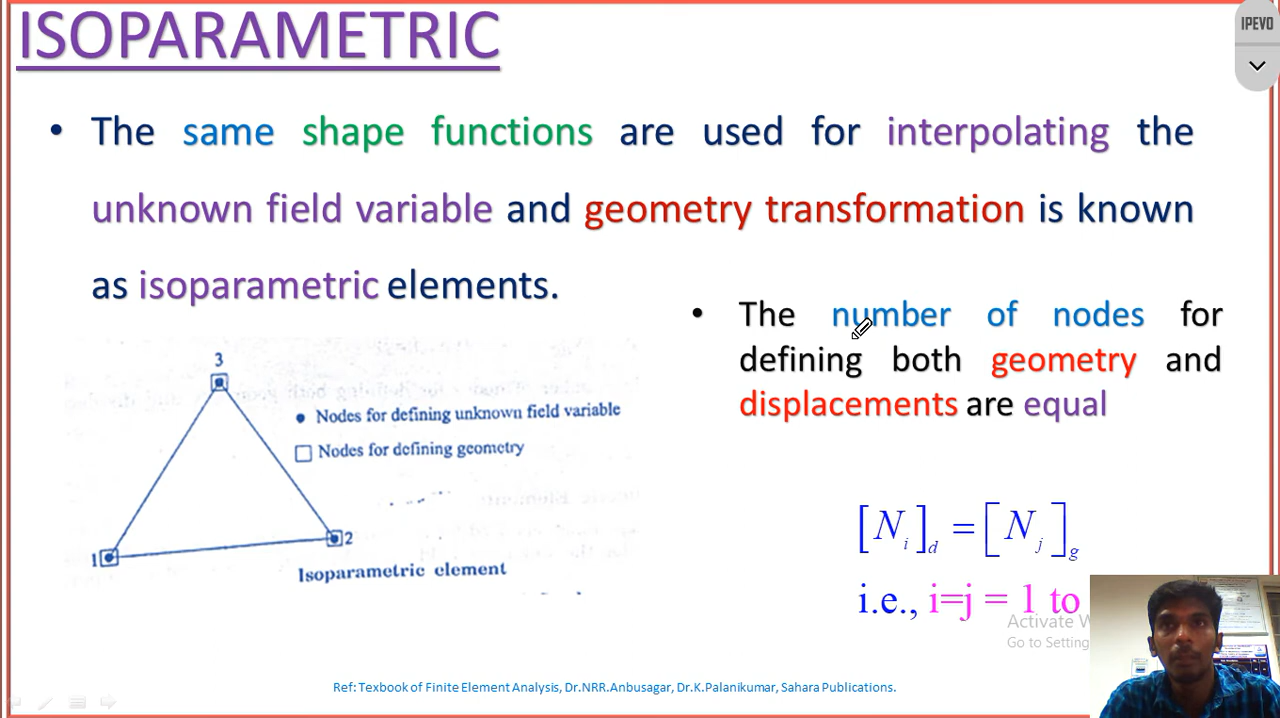 ISOPARAMETRIC
IPEVO
• The same shape functions are used for interpolating the
unknown field variable and geometry transformation is known
as isoparametric elements.
• The number of nodes for
defining both geometry and
displacements are equal
3
Nodes for defining unknown field variable
Nodes for defining geometry
1
2
Isoparametric element
[N_i]_d = [N_j]_g
i.e., i=j = 1 to
Activate W
Go to Setting
Ref: Texbook of Finite Element Analysis, Dr.NRR.Anbusagar, Dr.K.Palanikumar, Sahara Publications.